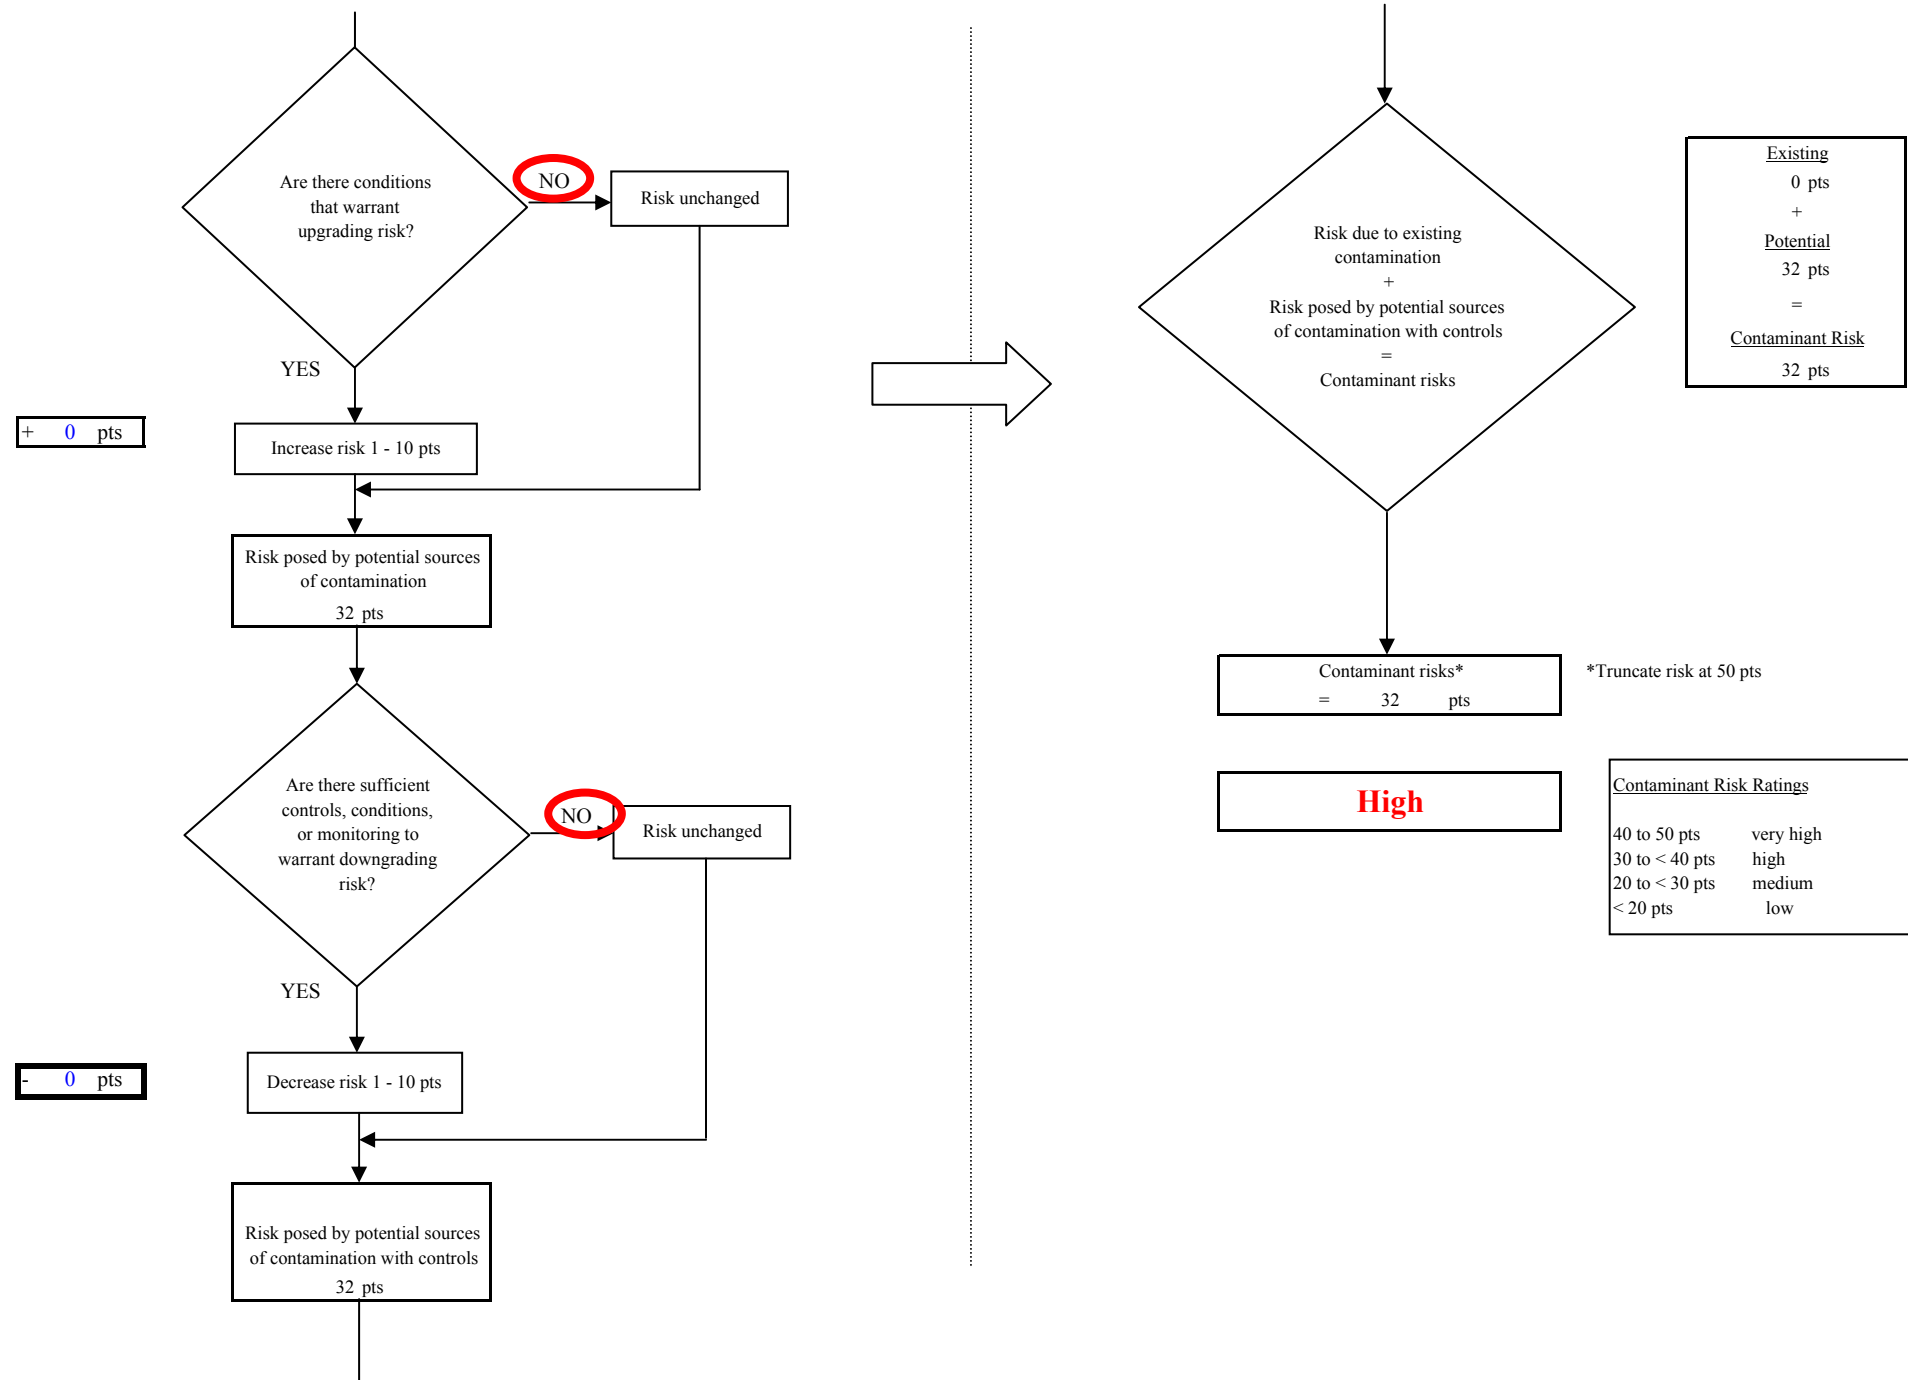 Are there conditions
that warrant
upgrading risk?
NO
Risk unchanged
YES
+ 0 pts
Increase risk 1 - 10 pts
Risk posed by potential sources
of contamination
32 pts
Are there sufficient
controls, conditions,
or monitoring to
warrant downgrading
risk?
NO
Risk unchanged
YES
- 0 pts
Decrease risk 1 - 10 pts
Risk posed by potential sources
of contamination with controls
32 pts
Risk due to existing
contamination
+
Risk posed by potential sources
of contamination with controls
=
Contaminant risks
Existing
0 pts
+
Potential
32 pts
=
Contaminant Risk
32 pts
Contaminant risks*
= 32 pts
*Truncate risk at 50 pts
High
Contaminant Risk Ratings
40 to 50 pts very high
30 to < 40 pts high
20 to < 30 pts medium
< 20 pts low